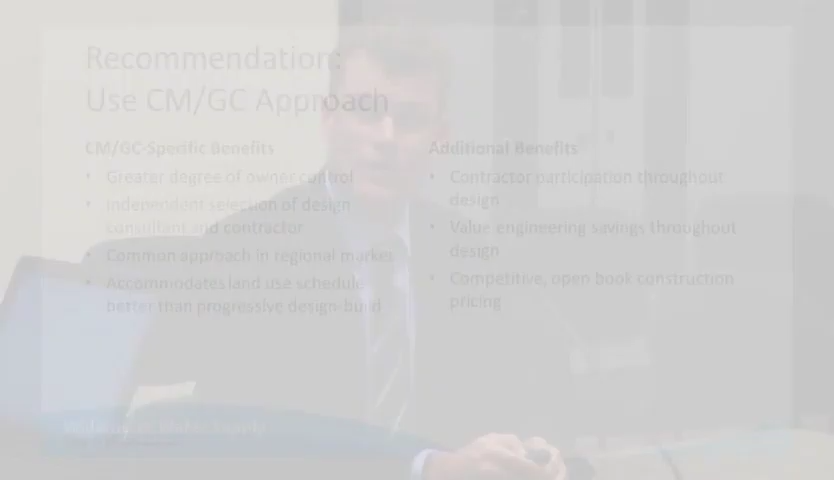 Recommendation:
Use CM/GC Approach
CM/GC-Specific Benefits
• Greater degree of owner control
• Independent selection of design
consultant and contractor
• Common approach in regional market
• Accommodates land use schedule
better than progressive design-build
Additional Benefits
• Contractor participation throughout
design
• Value engineering savings throughout
design
• Competitive, open book construction
pricing
Water Supply